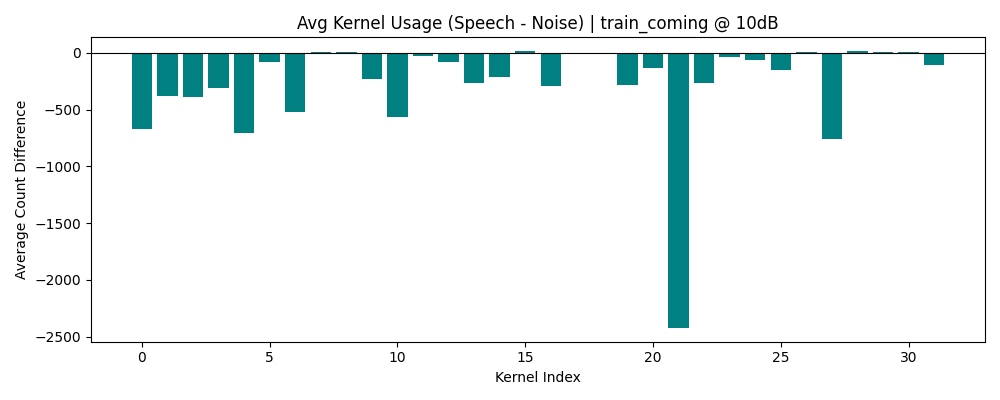 Avg Kernel Usage (Speech - Noise) | train_coming @ 10dB
Average Count Difference
0
−500
−1000
−1500
−2000
−2500
0 5 10 15 20 25 30
Kernel Index